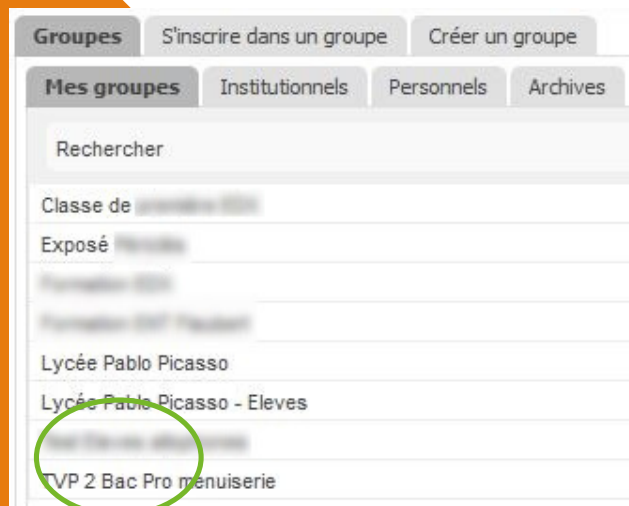 Groupes S'inscrire dans un groupe Créer un groupe
Mes groupes Institutionnels Personnels Archives
Rechercher
Classe de
Exposé
Lycée Pablo Picasso
Lycée Pablo Picasso - Eleves
TVP 2 Bac Pro menuiserie